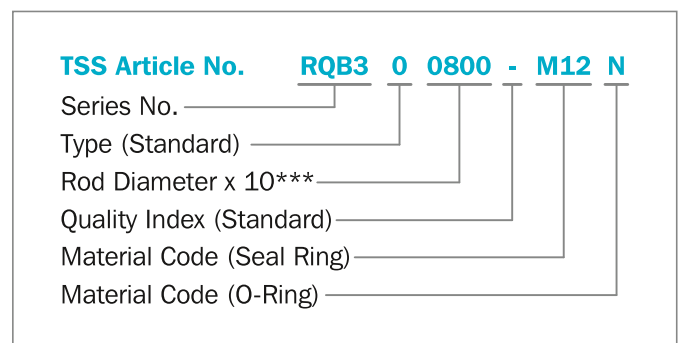 TSS Article No. RQB3 0 0800 - M12 N
Series No.
Type (Standard)
Rod Diameter x 10***
Quality Index (Standard)
Material Code (Seal Ring)
Material Code (O-Ring)